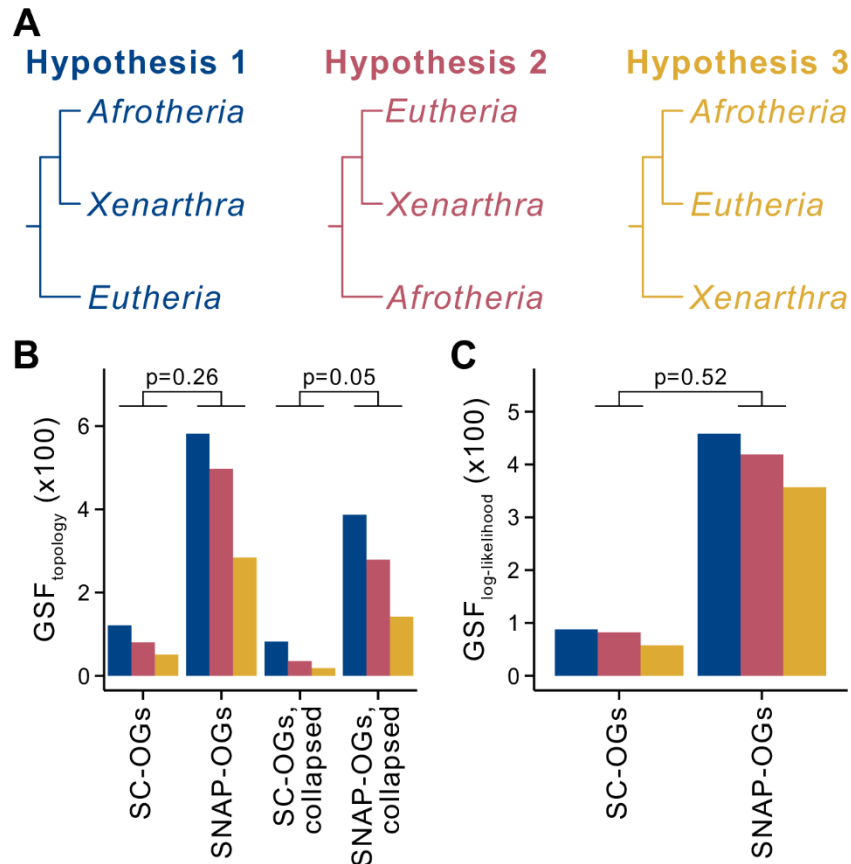 A
Hypothesis 1
Hypothesis 2
Hypothesis 3
Afrotheria
Xenarthra
Eutheria
Eutheria
Xenarthra
Afrotheria
Afrotheria
Eutheria
Xenarthra
B
p=0.26
p=0.05
GSFtopology (x100)
6
4
2
0
SC-OGs
SNAP-OGs
SC-OGs,
collapsed
SNAP-OGs,
collapsed
C
p=0.52
GSFlog-likelihood (x100)
5
4
3
2
1
0
SC-OGs
SNAP-OGs